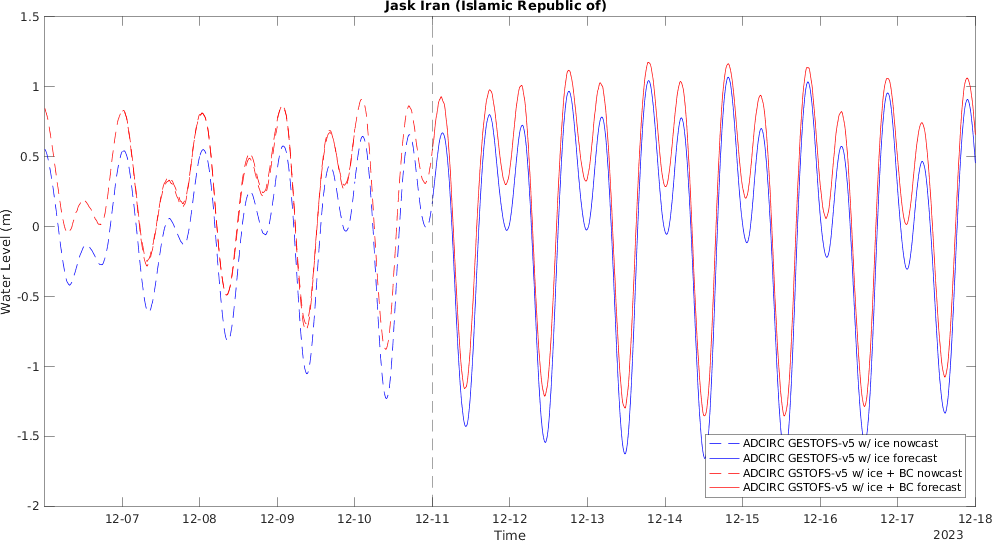 Jask Iran (Islamic Republic of)
1.5
1
0.5
0
-0.5
-1
-1.5
-2
Water Level (m)
ADCIRC GESTOFS-v5 w/ ice nowcast
ADCIRC GESTOFS-v5 w/ ice forecast
ADCIRC GSTOFS-v5 w/ ice + BC nowcast
ADCIRC GSTOFS-v5 w/ ice + BC forecast
12-07 12-08 12-09 12-10 12-11 12-12 12-13 12-14 12-15 12-16 12-17 12-18
Time
2023